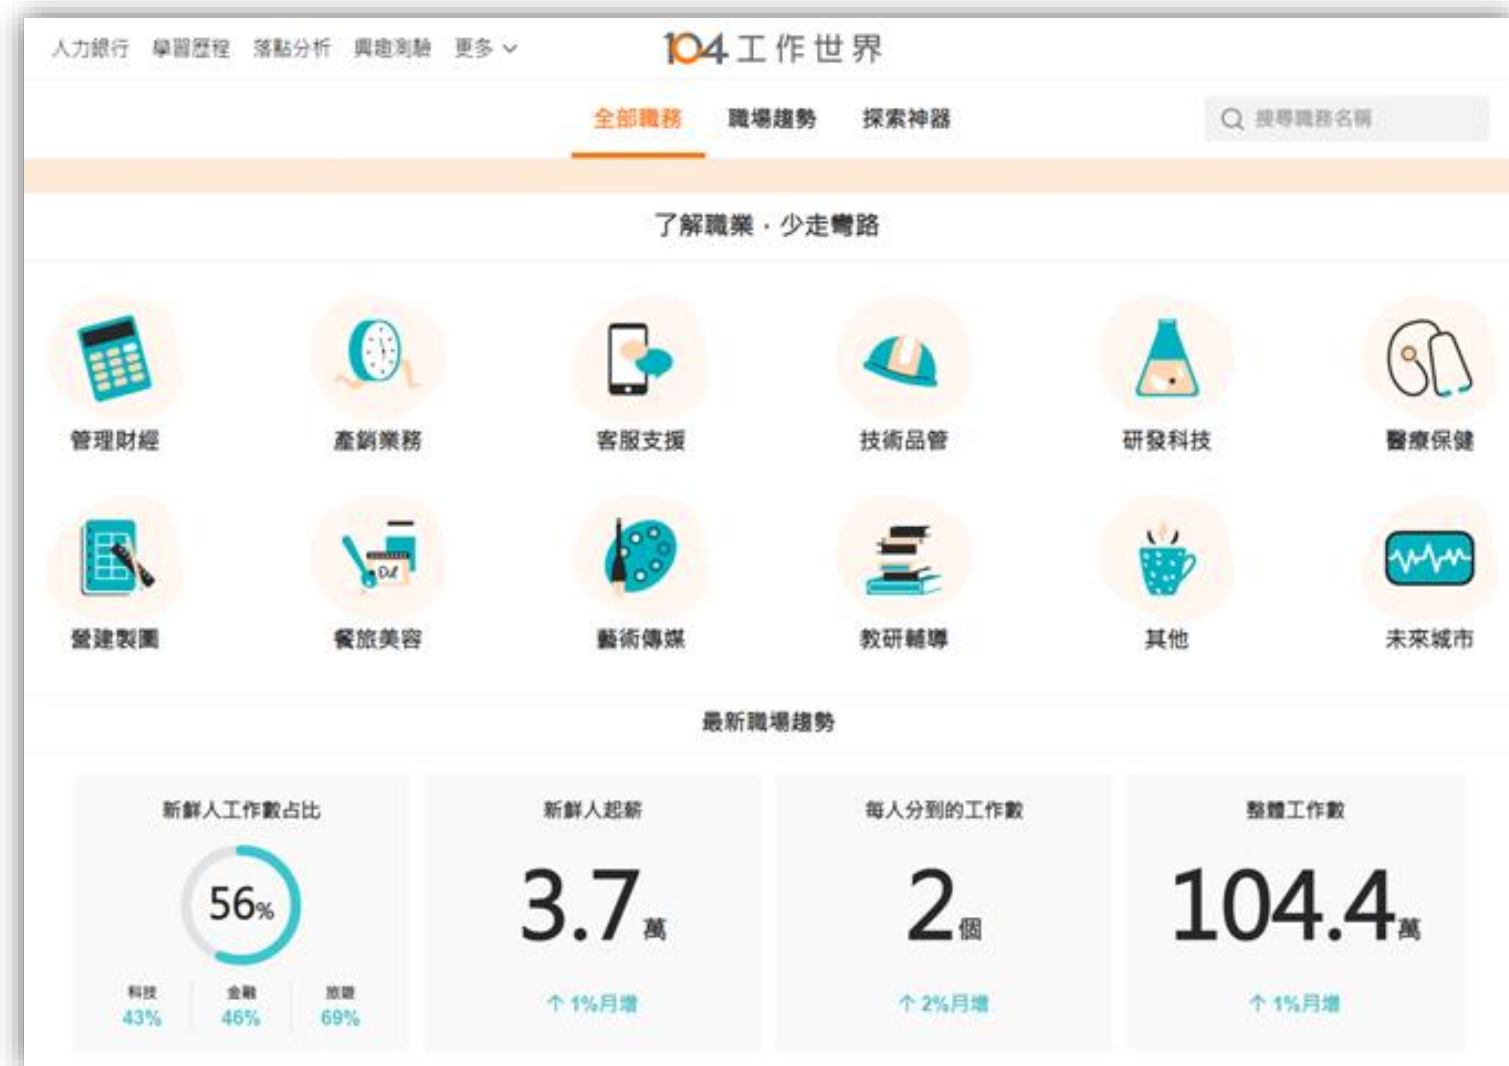 人力銀行 學習歷程 落點分析 興趣測驗 更多
104工作世界
全部職務 職場趨勢 探索神器
搜尋職務名稱
了解職業．少走彎路
管理財經 產銷業務 客服支援 技術品管 研發科技 醫療保健
營建製圖 餐旅美容 藝術傳媒 教研輔導 其他 未來城市
最新職場趨勢
新鮮人工作數占比 新鮮人起薪 每人分到的工作數 整體工作數
56% 3.7萬 2個 104.4萬
科技 金融 旅遊
43% 46% 69% ↑1%月增 ↑2%月增 ↑1%月增